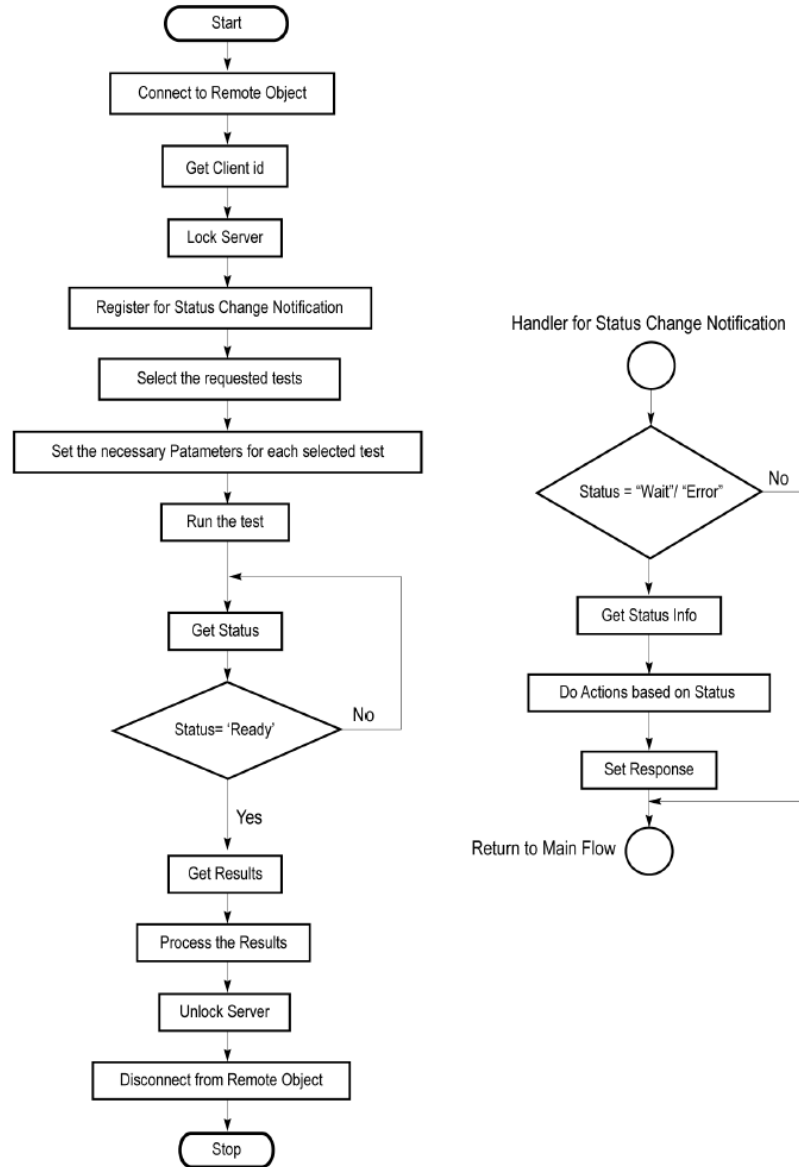 Start
Connect to Remote Object
Get Client id
Lock Server
Register for Status Change Notification
Select the requested tests
Set the necessary Patameters for each selected test
Run the test
Get Status
Status= ‘Ready’
No
Yes
Get Results
Process the Results
Unlock Server
Disconnect from Remote Object
Stop
Handler for Status Change Notification
Status = “Wait”/ “Error”
No
Get Status Info
Do Actions based on Status
Set Response
Return to Main Flow